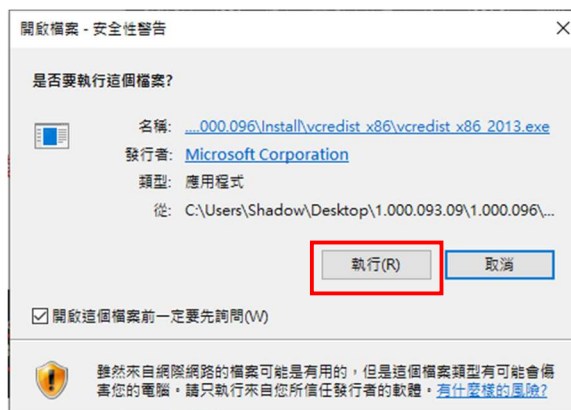 開啟檔案 - 安全性警告
是否要執行這個檔案?
名稱: ....000.096\Install\vcredist x86\vcredist x86 2013.exe
發行者: Microsoft Corporation
類型: 應用程式
從: C:\Users\Shadow\Desktop\1.000.093.09\1.000.096\...
執行(R) 取消
開啟這個檔案前一定要先詢問(W)
雖然來自網際網路的檔案可能是有用的，但是這個檔案類型有可能會傷
害您的電腦。請只執行來自您所信任發行者的軟體。有什麼樣的風險?